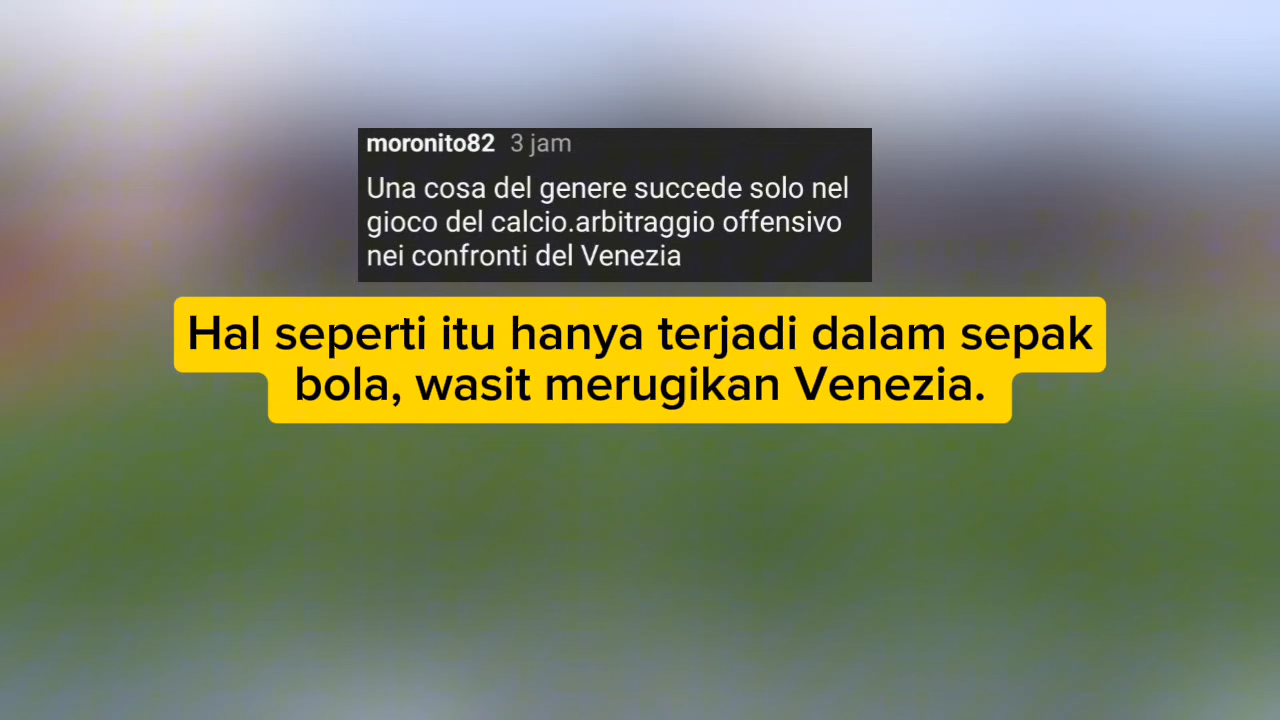 moronito82 3 jam
Una cosa del genere succede solo nel
gioco del calcio.arbitraggio offensivo
nei confronti del Venezia
Hal seperti itu hanya terjadi dalam sepak
bola, wasit merugikan Venezia.